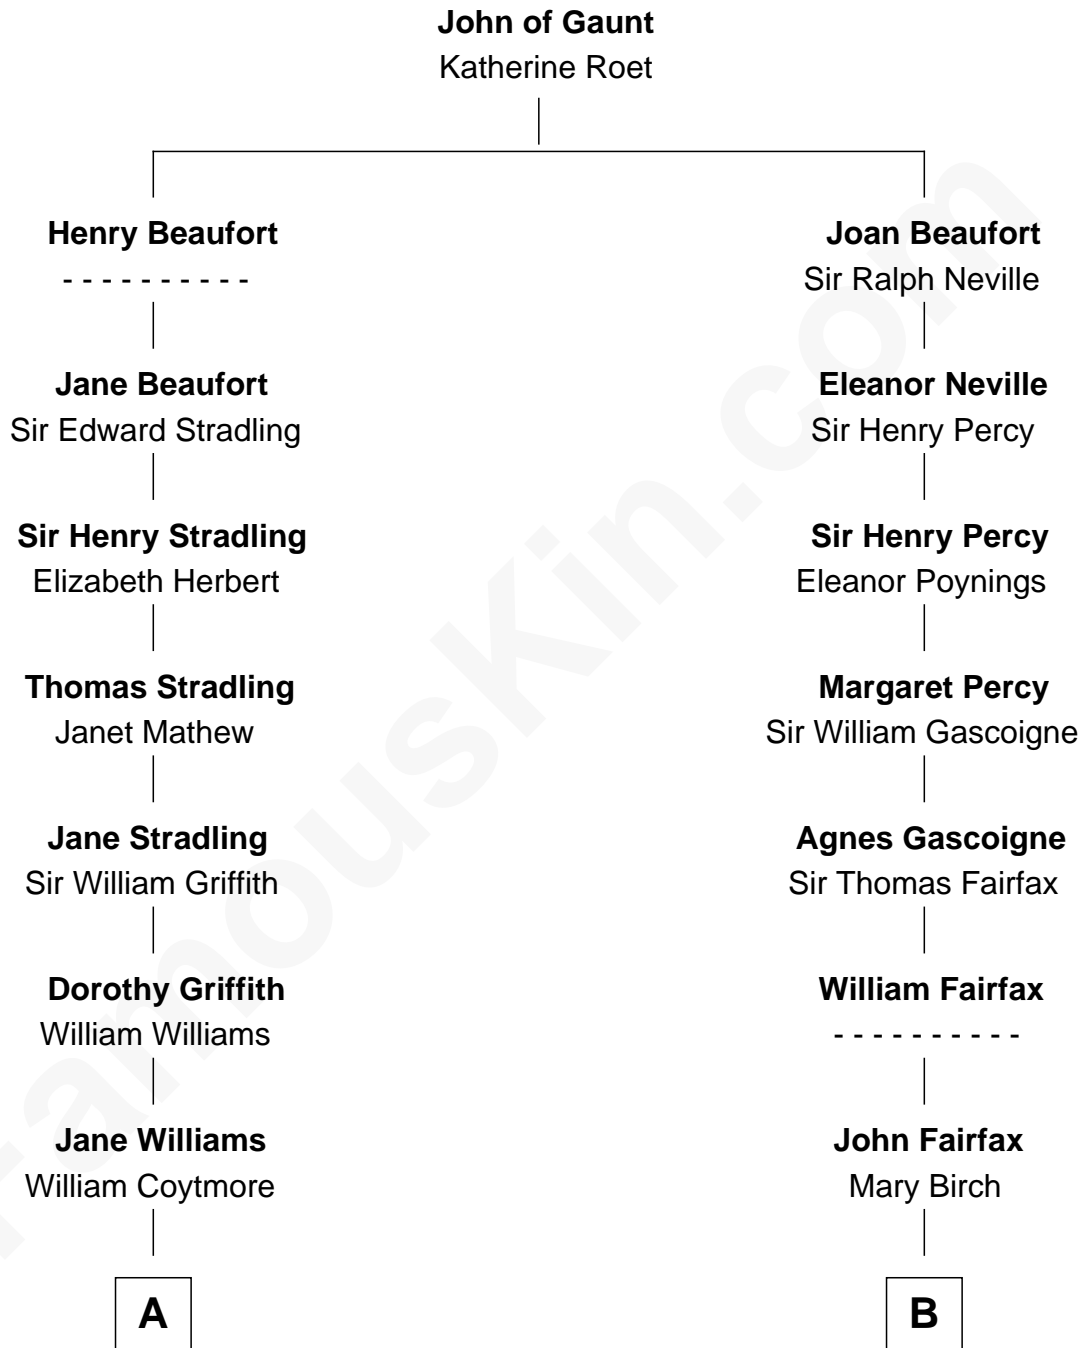 John of Gaunt
Katherine Roet
Henry Beaufort
- - - - - - - - - -
Jane Beaufort
Sir Edward Stradling
Sir Henry Stradling
Elizabeth Herbert
Thomas Stradling
Janet Mathew
Jane Stradling
Sir William Griffith
Dorothy Griffith
William Williams
Jane Williams
William Coytmore
A
Joan Beaufort
Sir Ralph Neville
Eleanor Neville
Sir Henry Percy
Sir Henry Percy
Eleanor Poynings
Margaret Percy
Sir William Gascoigne
Agnes Gascoigne
Sir Thomas Fairfax
William Fairfax
- - - - - - - - - -
John Fairfax
Mary Birch
B
FamousKin.com